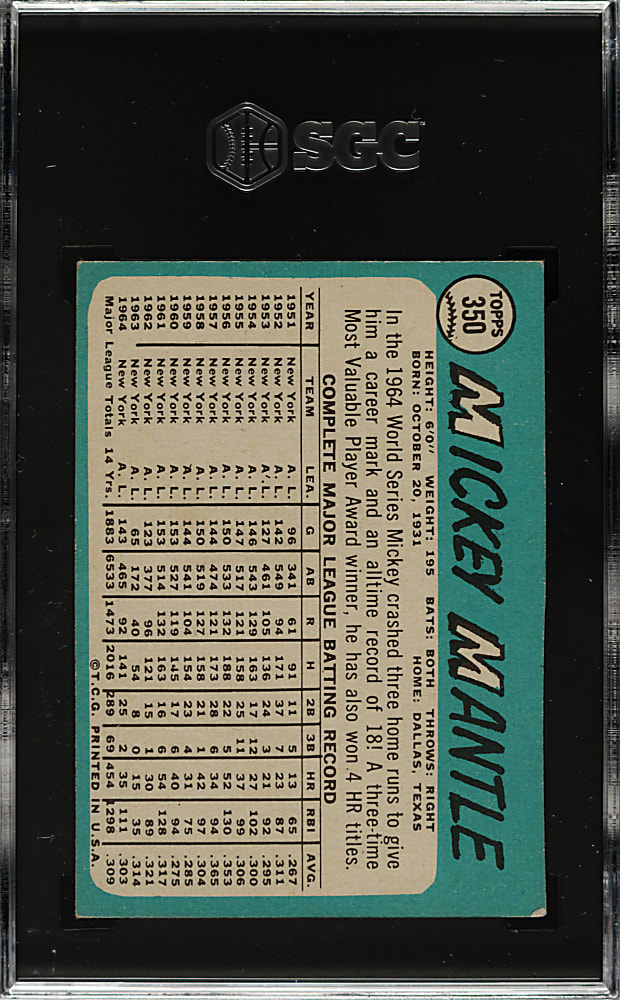 SGC
TOPPS
350
MICKEY MANTLE
HEIGHT: 6'0" WEIGHT: 195 BATS: BOTH THROWS: RIGHT
BORN: OCTOBER 20, 1931 HOME: DALLAS, TEXAS
In the 1964 World Series Mickey crashed three home runs to give
him a career mark and an alltime record of 18! A three-time
Most Valuable Player Award winner, he has also won 4 HR titles.
COMPLETE MAJOR LEAGUE BATTING RECORD
YEAR TEAM LEA. G AB R H 2B 3B HR RBI AVG.
1951 New York A. L. 96 341 61 91 11 5 13 65 .267
1952 New York A. L. 142 549 94 171 37 7 23 87 .311
1953 New York A. L. 127 461 105 136 24 3 21 92 .295
1954 New York A. L. 146 543 129 163 17 12 27 102 .300
1955 New York A. L. 147 517 121 158 25 11 37 99 .306
1956 New York A. L. 150 533 132 188 22 5 52 130 .353
1957 New York A. L. 144 474 121 173 28 6 34 94 .365
1958 New York A. L. 150 519 127 158 21 1 42 97 .304
1959 New York A. L. 144 541 104 154 23 4 31 75 .285
1960 New York A. L. 153 527 119 145 17 6 40 94 .275
1961 New York A. L. 153 514 132 163 16 6 54 128 .317
1962 New York A. L. 123 377 96 121 15 1 30 89 .321
1963 New York A. L. 65 172 40 54 8 0 15 35 .314
1964 New York A. L. 143 465 92 141 25 2 35 111 .303
Major League Totals 14 Yrs. 1883 6533 1473 2016 289 69 454 1298 .309
©T.C.G. PRINTED IN U.S.A.